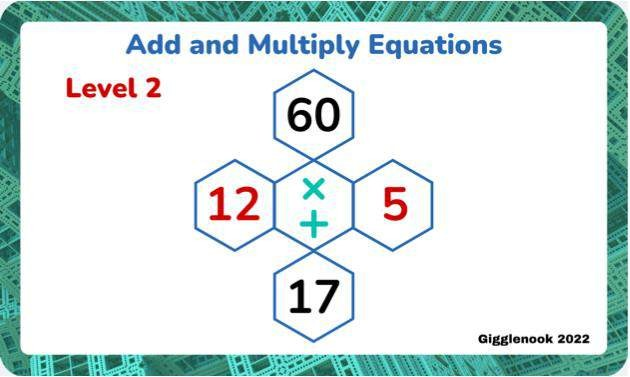 Add and Multiply Equations
Level 2
60
12 × 5
+
17
Gigglenook 2022